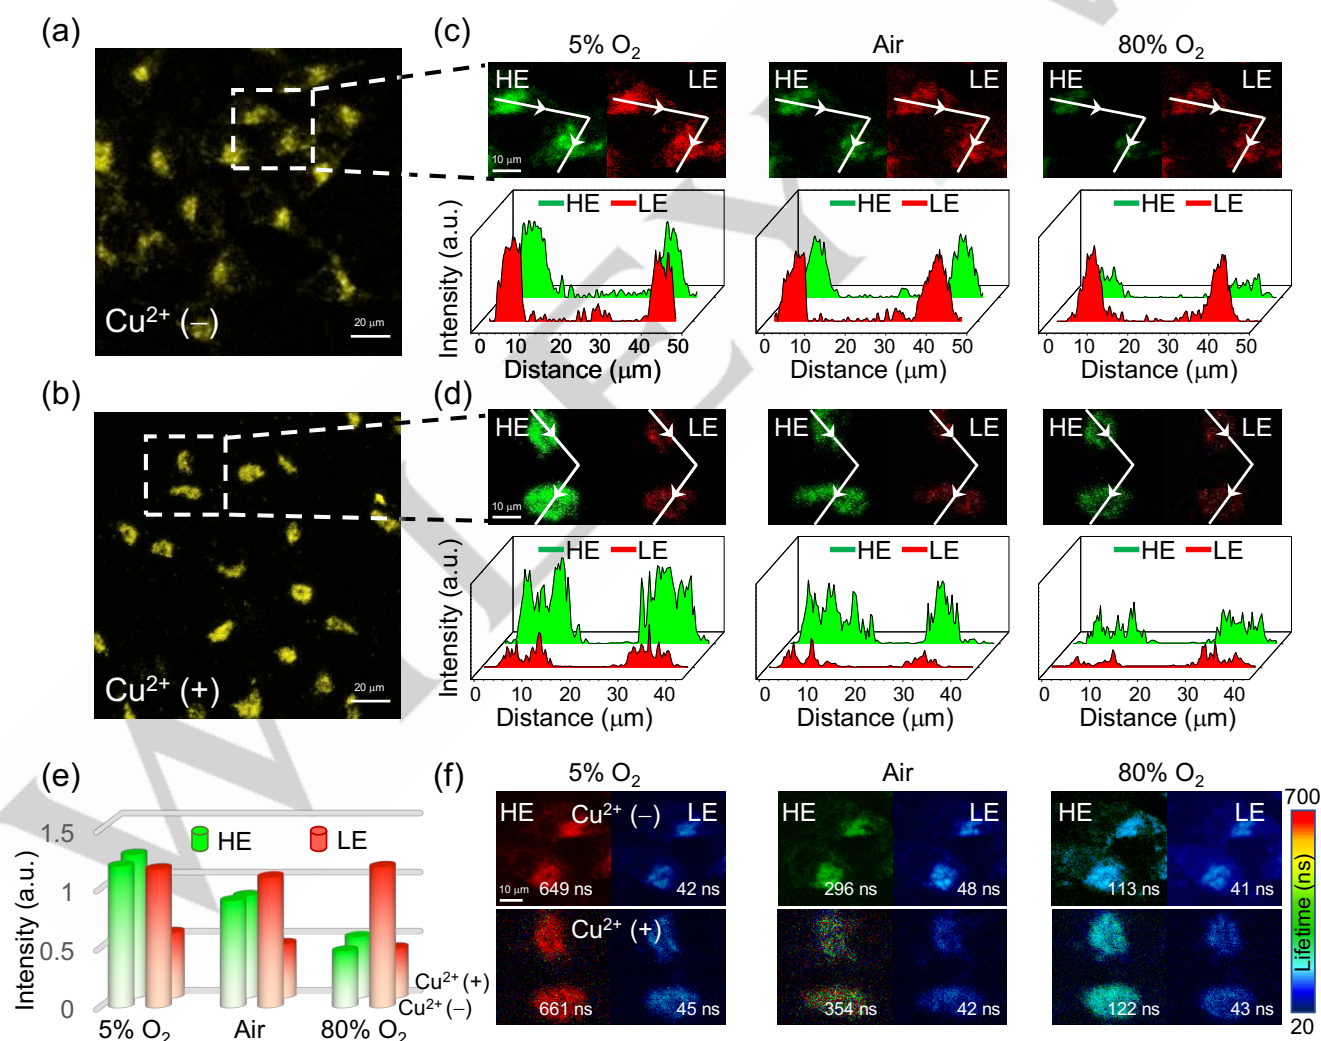 (a)
Cu²⁺ (–)
20 µm
(c)
5% O₂
Air
80% O₂
HE LE
10 µm
HE LE
HE LE
HE LE
HE LE
HE LE
Intensity (a.u.)
0 10 20 30 40 50
0 10 20 30 40 50
0 10 20 30 40 50
Distance (µm)
Distance (µm)
Distance (µm)
(b)
Cu²⁺ (+)
20 µm
(d)
HE LE
10 µm
HE LE
HE LE
HE LE
HE LE
HE LE
Intensity (a.u.)
0 10 20 30 40
0 10 20 30 40
0 10 20 30 40
Distance (µm)
Distance (µm)
Distance (µm)
(e)
HE LE
Intensity (a.u.)
1.5
1
0.5
0
5% O₂ Air 80% O₂
Cu²⁺ (+)
Cu²⁺ (–)
(f)
5% O₂
Air
80% O₂
HE Cu²⁺ (–) LE
10 µm
649 ns 42 ns
HE LE
296 ns 48 ns
HE LE
113 ns 41 ns
Cu²⁺ (+)
661 ns 45 ns
354 ns 42 ns
122 ns 43 ns
700
Lifetime (ns)
20
WILEY